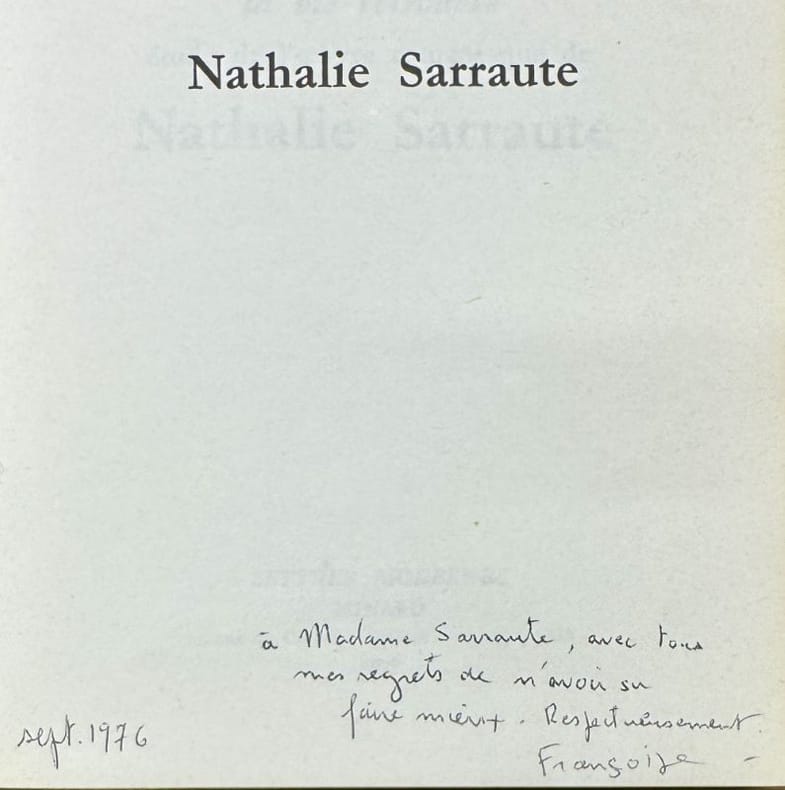 Nathalie Sarraute
à Madame Sarraute, avec tous
mes regrets de n'avoir su
faire mieux. Respectueusement.
Françoise
sept. 1976